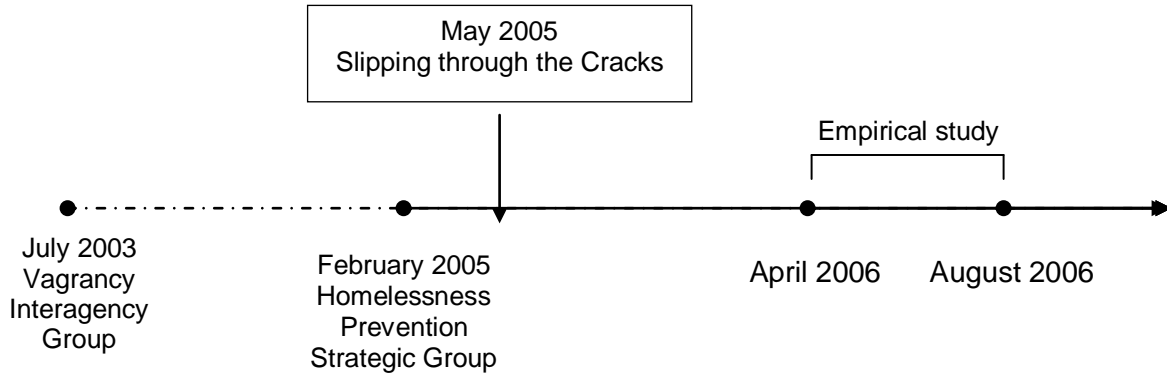 May 2005
Slipping through the Cracks
Empirical study
July 2003
Vagrancy
Interagency
Group
February 2005
Homelessness
Prevention
Strategic Group
April 2006
August 2006